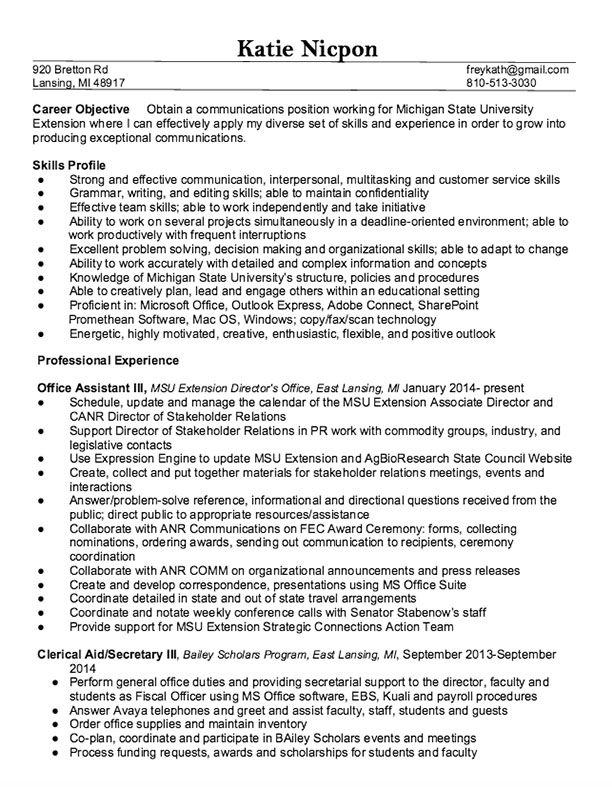 Katie Nicpon
920 Bretton Rd freykath@gmail.com
Lansing, MI 48917 810-513-3030
Career Objective Obtain a communications position working for Michigan State University
Extension where I can effectively apply my diverse set of skills and experience in order to grow into
producing exceptional communications.
Skills Profile
● Strong and effective communication, interpersonal, multitasking and customer service skills
● Grammar, writing, and editing skills; able to maintain confidentiality
● Effective team skills; able to work independently and take initiative
● Ability to work on several projects simultaneously in a deadline-oriented environment; able to
work productively with frequent interruptions
● Excellent problem solving, decision making and organizational skills; able to adapt to change
● Ability to work accurately with detailed and complex information and concepts
● Knowledge of Michigan State University's structure, policies and procedures
● Able to creatively plan, lead and engage others within an educational setting
● Proficient in: Microsoft Office, Outlook Express, Adobe Connect, SharePoint
Promethean Software, Mac OS, Windows; copy/fax/scan technology
● Energetic, highly motivated, creative, enthusiastic, flexible, and positive outlook
Professional Experience
Office Assistant III, MSU Extension Director's Office, East Lansing, MI January 2014- present
● Schedule, update and manage the calendar of the MSU Extension Associate Director and
CANR Director of Stakeholder Relations
● Support Director of Stakeholder Relations in PR work with commodity groups, industry, and
legislative contacts
● Use Expression Engine to update MSU Extension and AgBioResearch State Council Website
● Create, collect and put together materials for stakeholder relations meetings, events and
interactions
● Answer/problem-solve reference, informational and directional questions received from the
public; direct public to appropriate resources/assistance
● Collaborate with ANR Communications on FEC Award Ceremony: forms, collecting
nominations, ordering awards, sending out communication to recipients, ceremony
coordination
● Collaborate with ANR COMM on organizational announcements and press releases
● Create and develop correspondence, presentations using MS Office Suite
● Coordinate detailed in state and out of state travel arrangements
● Coordinate and notate weekly conference calls with Senator Stabenow's staff
● Provide support for MSU Extension Strategic Connections Action Team
Clerical Aid/Secretary III, Bailey Scholars Program, East Lansing, MI, September 2013-September
2014
● Perform general office duties and providing secretarial support to the director, faculty and
students as Fiscal Officer using MS Office software, EBS, Kuali and payroll procedures
● Answer Avaya telephones and greet and assist faculty, staff, students and guests
● Order office supplies and maintain inventory
● Co-plan, coordinate and participate in BAiley Scholars events and meetings
● Process funding requests, awards and scholarships for students and faculty